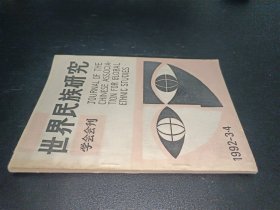 世界民族研究
学会会刊
JOURNAL OF THE
CHINESE ASSOCIA-
TION FOR GLOBAL
ETHNIC STUDIES
1992·3-4